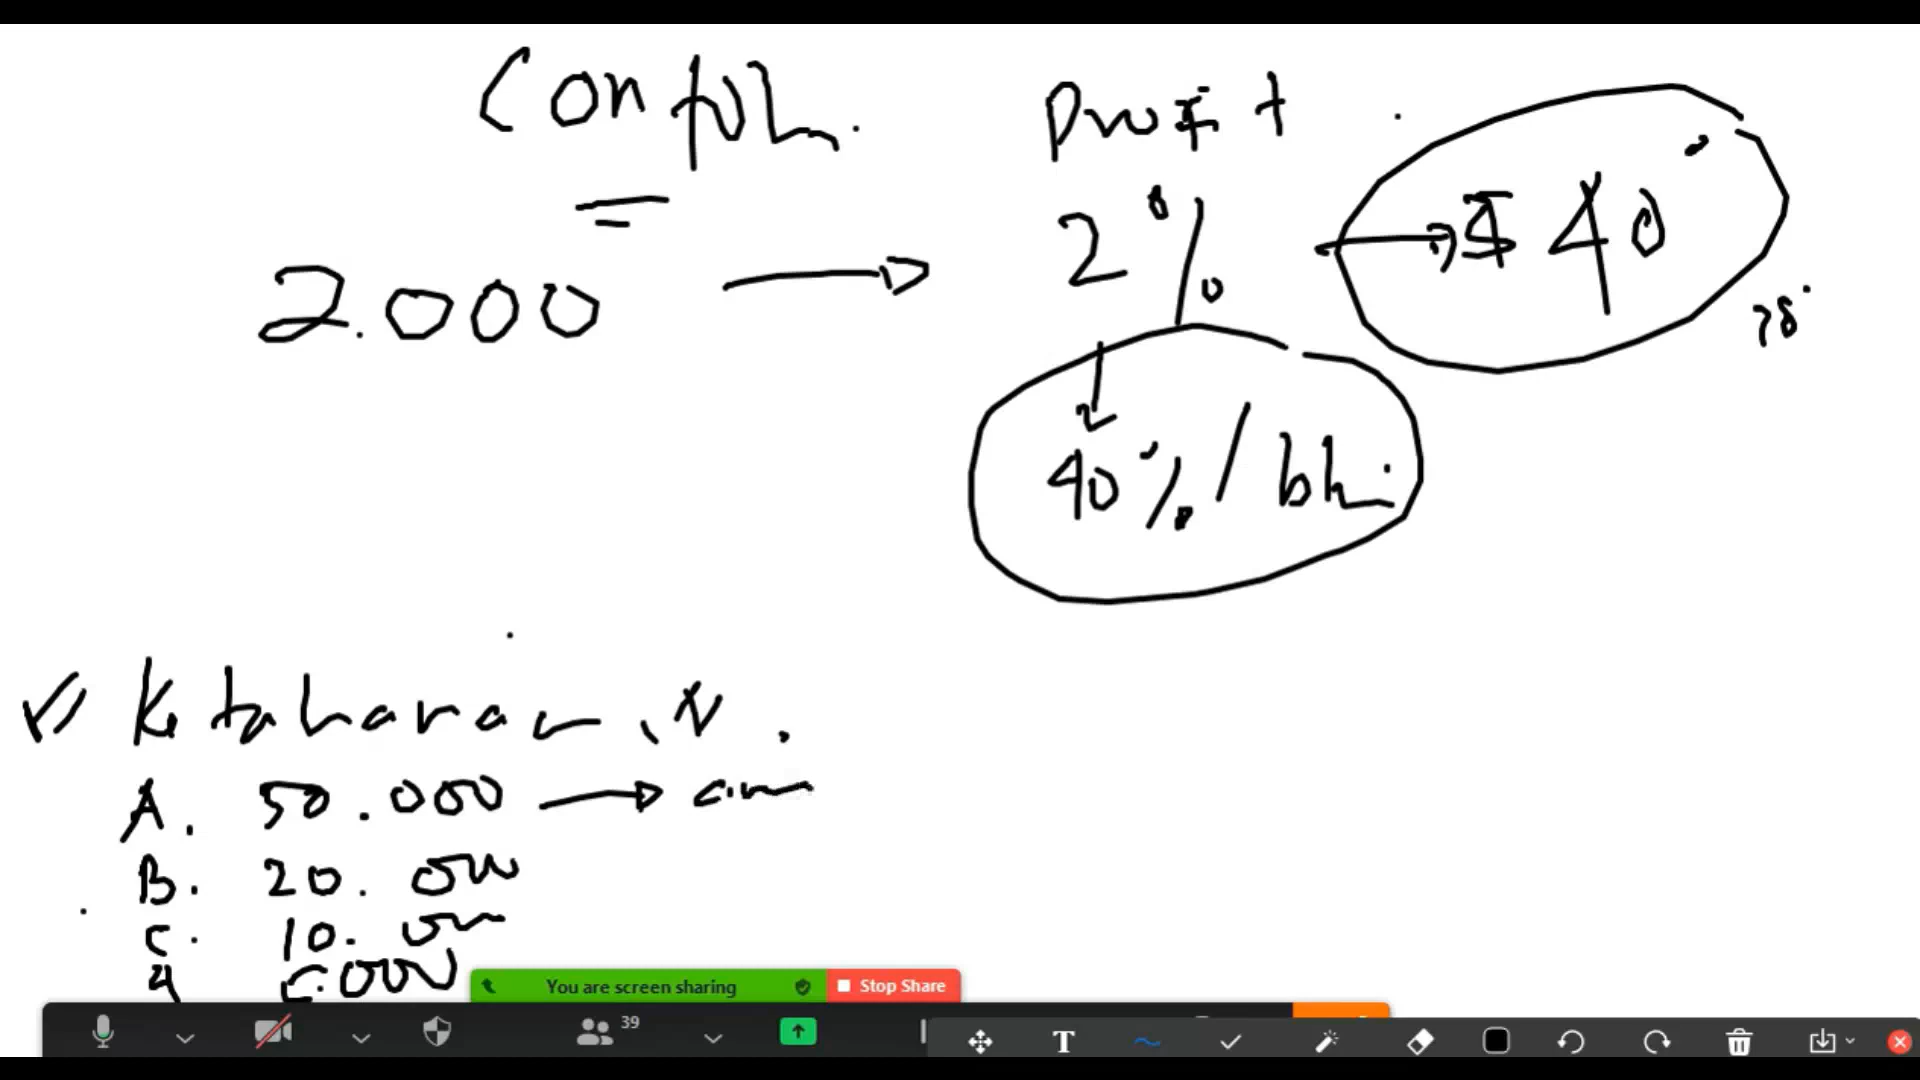 Contoh. Profit
2.000 → 2% → $40
78
40%/bln.
Ketahanan
A. 50.000 →
B. 20.000
C. 10.000
5.000
You are screen sharing
Stop Share
39
T